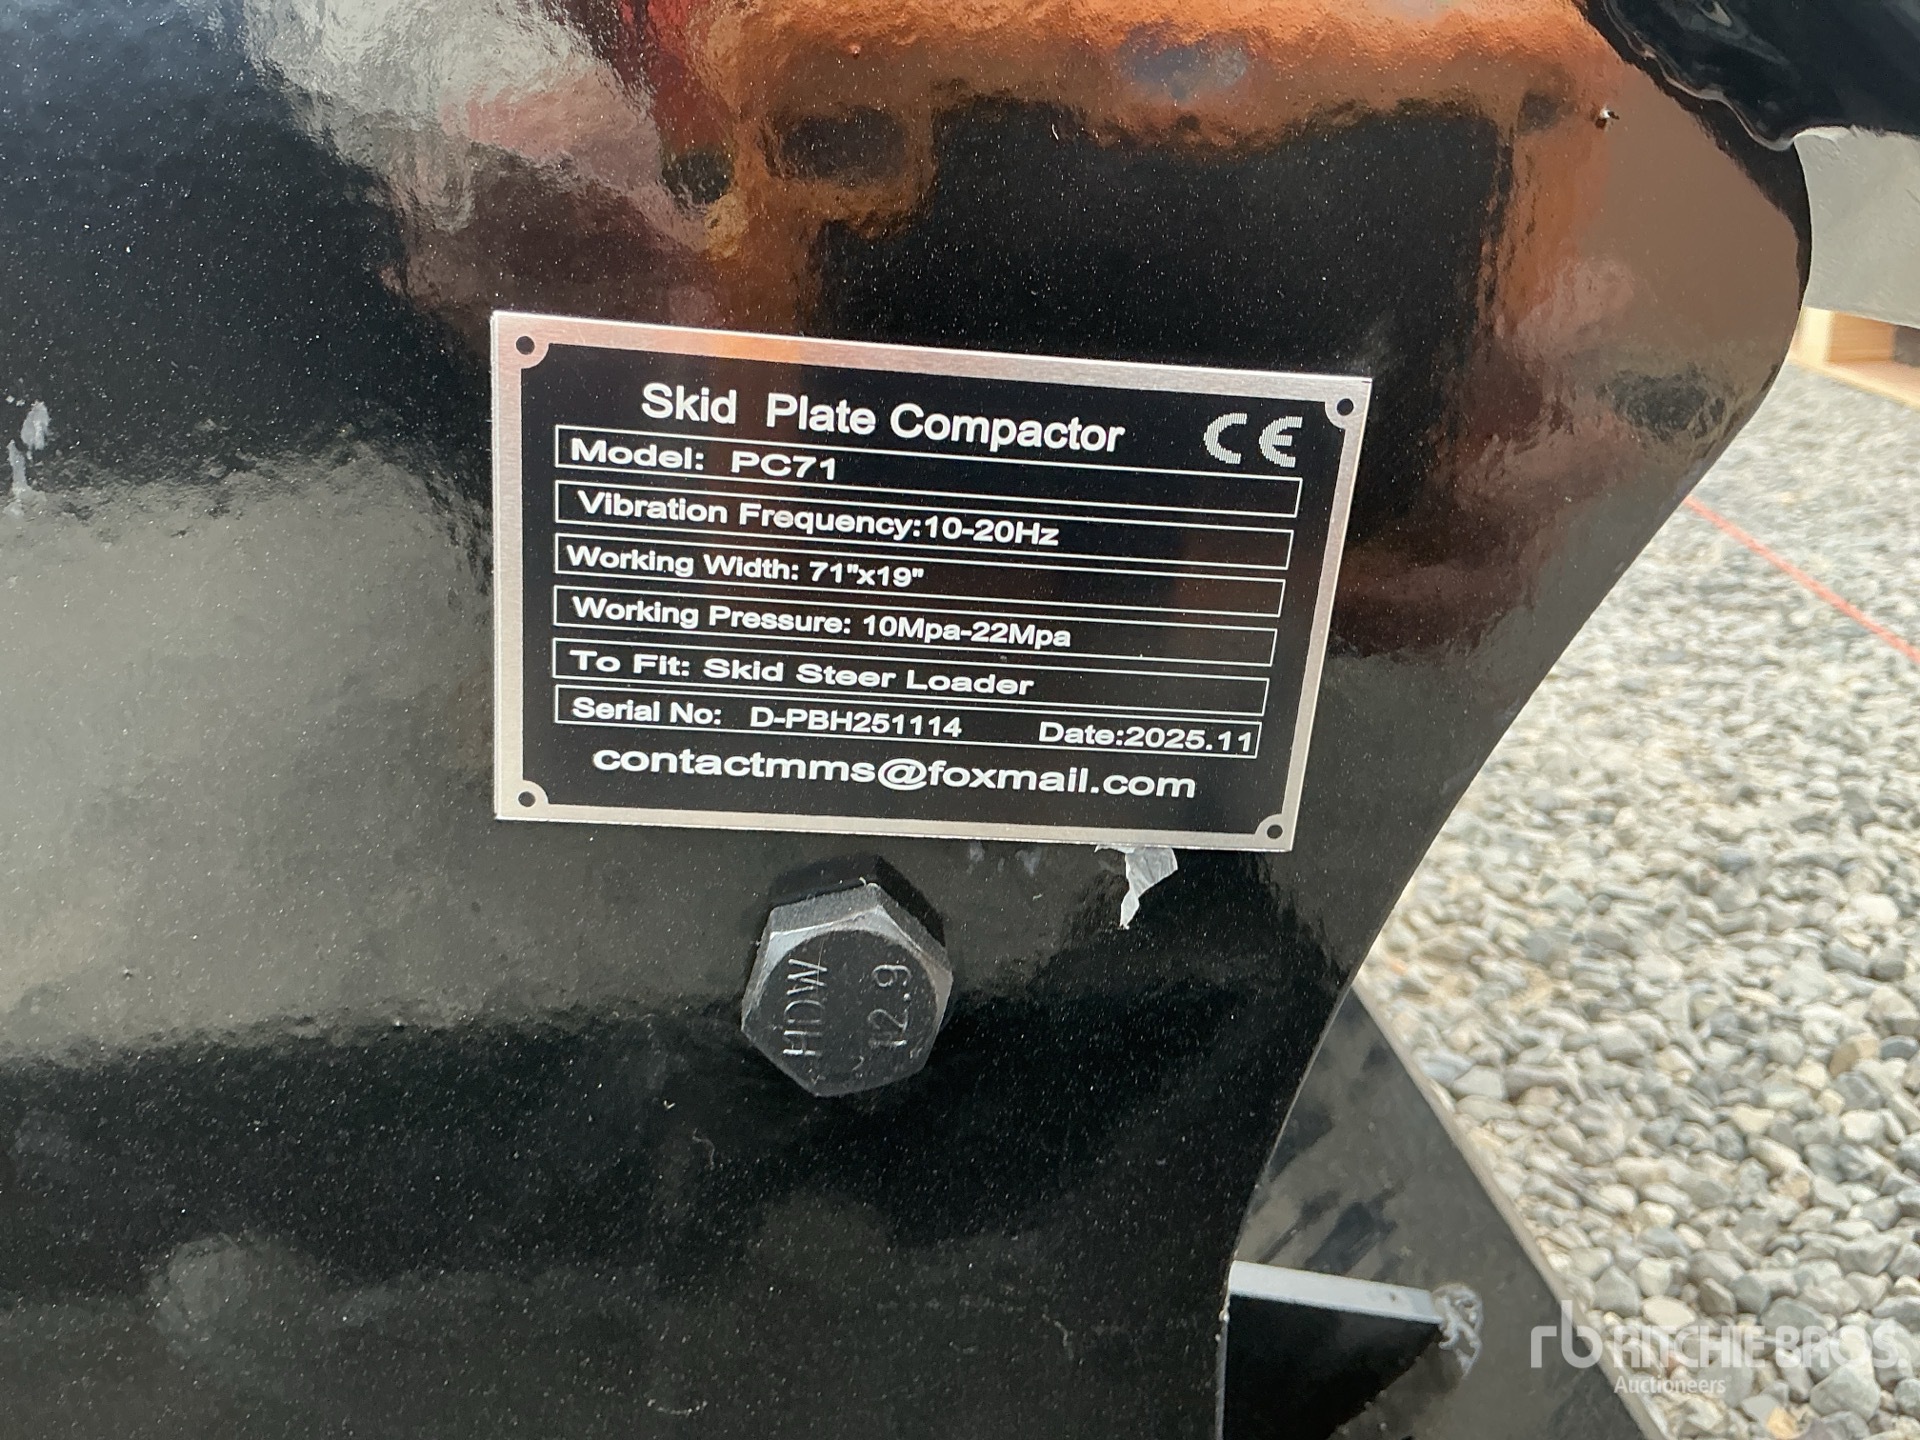 Skid Plate Compactor
CE
Model: PC71
Vibration Frequency:10-20Hz
Working Width: 71"x19"
Working Pressure: 10Mpa-22Mpa
To Fit: Skid Steer Loader
Serial No: D-PBH251114 Date:2025.11
contactmms@foxmail.com
HDW
12.9
rb RITCHIE BROS.
Auctioneers